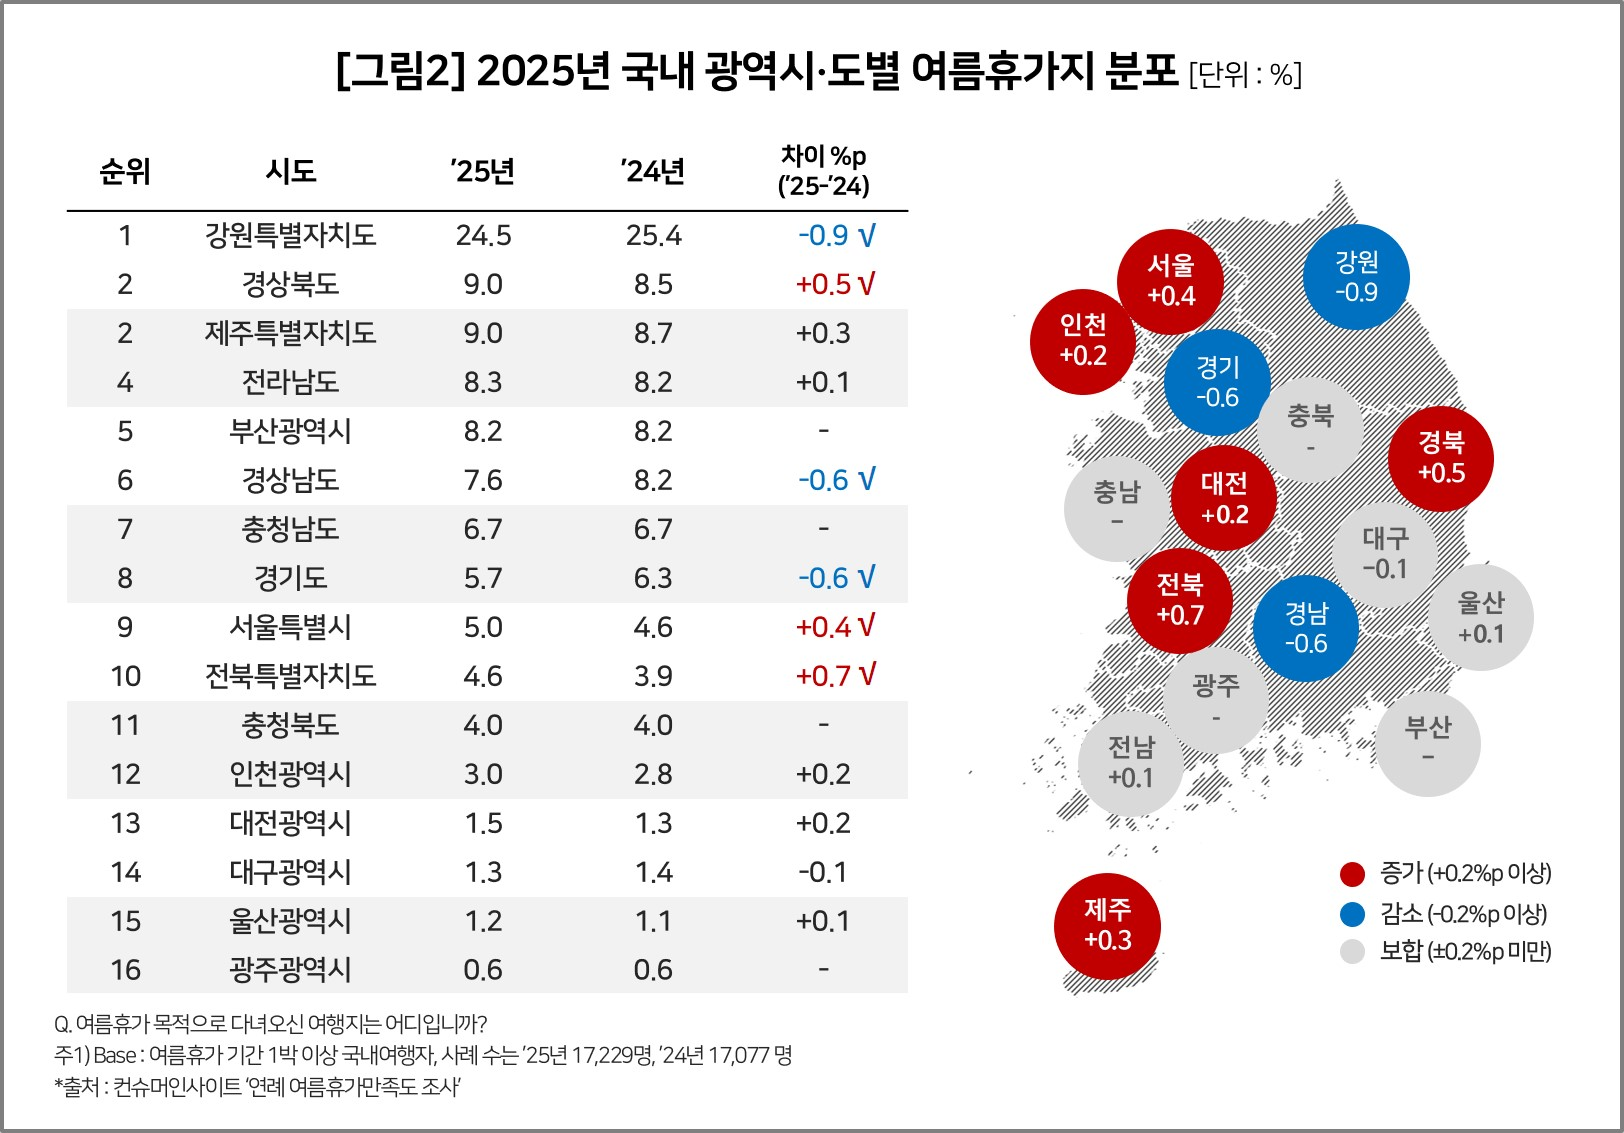 [그림2] 2025년 국내 광역시·도별 여름휴가지 분포 [단위 : %]
순위 시도 ’25년 ’24년 차이 %p (’25-’24)
1 강원특별자치도 24.5 25.4 -0.9 √
2 경상북도 9.0 8.5 +0.5 √
2 제주특별자치도 9.0 8.7 +0.3
4 전라남도 8.3 8.2 +0.1
5 부산광역시 8.2 8.2 -
6 경상남도 7.6 8.2 -0.6 √
7 충청남도 6.7 6.7 -
8 경기도 5.7 6.3 -0.6 √
9 서울특별시 5.0 4.6 +0.4 √
10 전북특별자치도 4.6 3.9 +0.7 √
11 충청북도 4.0 4.0 -
12 인천광역시 3.0 2.8 +0.2
13 대전광역시 1.5 1.3 +0.2
14 대구광역시 1.3 1.4 -0.1
15 울산광역시 1.2 1.1 +0.1
16 광주광역시 0.6 0.6 -
Q. 여름휴가 목적으로 다녀오신 여행지는 어디입니까?
주1) Base : 여름휴가 기간 1박 이상 국내여행자, 사례 수는 ’25년 17,229명, ’24년 17,077 명
*출처 : 컨슈머인사이트 ‘연례 여름휴가만족도 조사’
서울
+0.4
강원
-0.9
인천
+0.2
경기
-0.6
충북
-
경북
+0.5
충남
-
대전
+0.2
대구
-0.1
전북
+0.7
경남
-0.6
울산
+0.1
광주
-
전남
+0.1
부산
-
제주
+0.3
증가 (+0.2%p 이상)
감소 (-0.2%p 이상)
보합 (±0.2%p 미만)